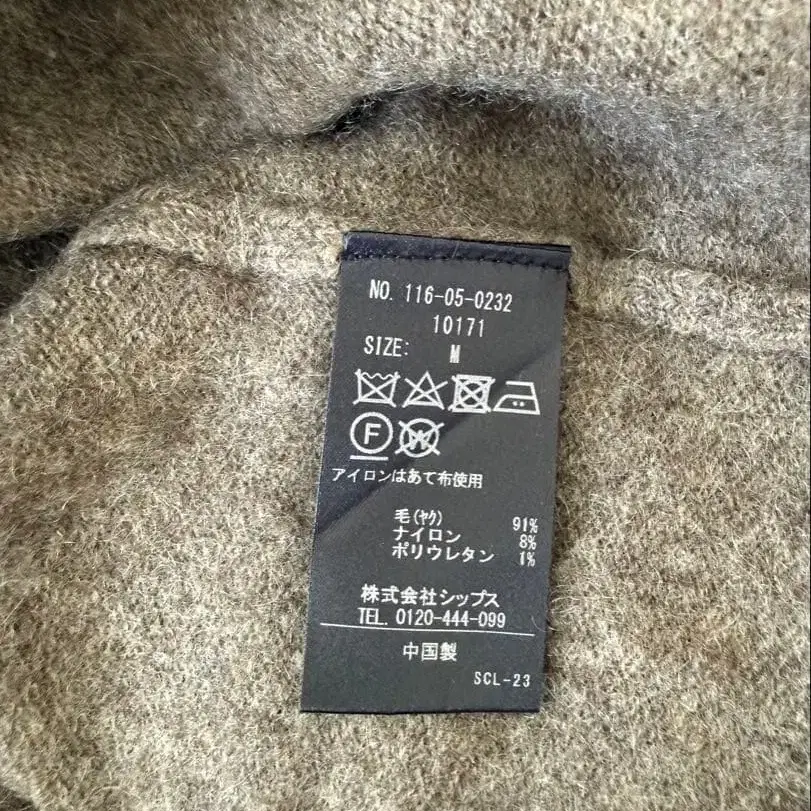 NO. 116-05-0232
10171
SIZE: M
F W
アイロンはあて布使用
毛(ヤク) 91%
ナイロン 8%
ポリウレタン 1%
株式会社シップス
TEL. 0120-444-099
中国製
SCL-23